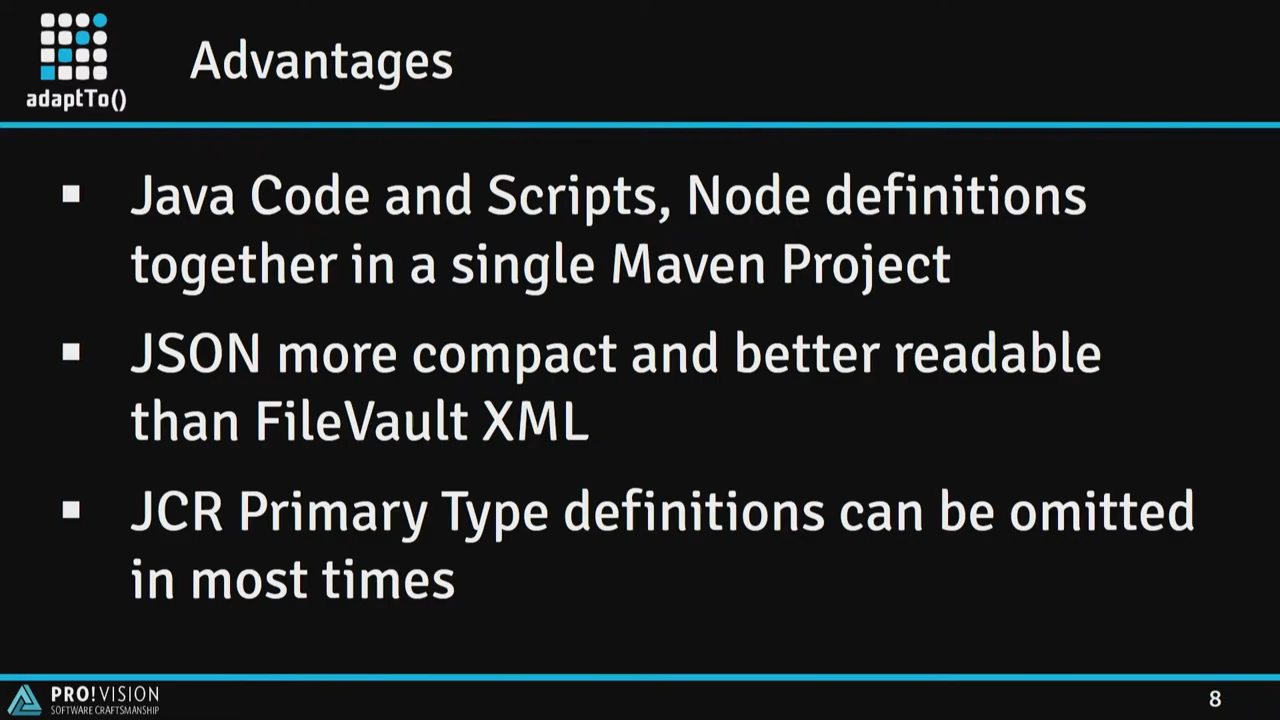 adaptTo()
Advantages
▪ Java Code and Scripts, Node definitions
together in a single Maven Project
▪ JSON more compact and better readable
than FileVault XML
▪ JCR Primary Type definitions can be omitted
in most times
PRO!VISION
SOFTWARE CRAFTSMANSHIP
8